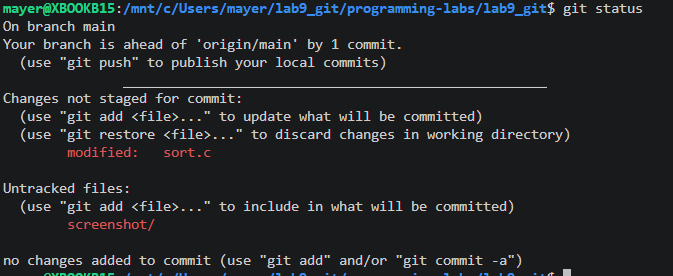 mayer@XBOOKB15:/mnt/c/Users/mayer/lab9_git/programming-labs/lab9_git$ git status
On branch main
Your branch is ahead of 'origin/main' by 1 commit.
  (use "git push" to publish your local commits)
Changes not staged for commit:
  (use "git add <file>..." to update what will be committed)
  (use "git restore <file>..." to discard changes in working directory)
        modified:   sort.c
Untracked files:
  (use "git add <file>..." to include in what will be committed)
        screenshot/
no changes added to commit (use "git add" and/or "git commit -a")